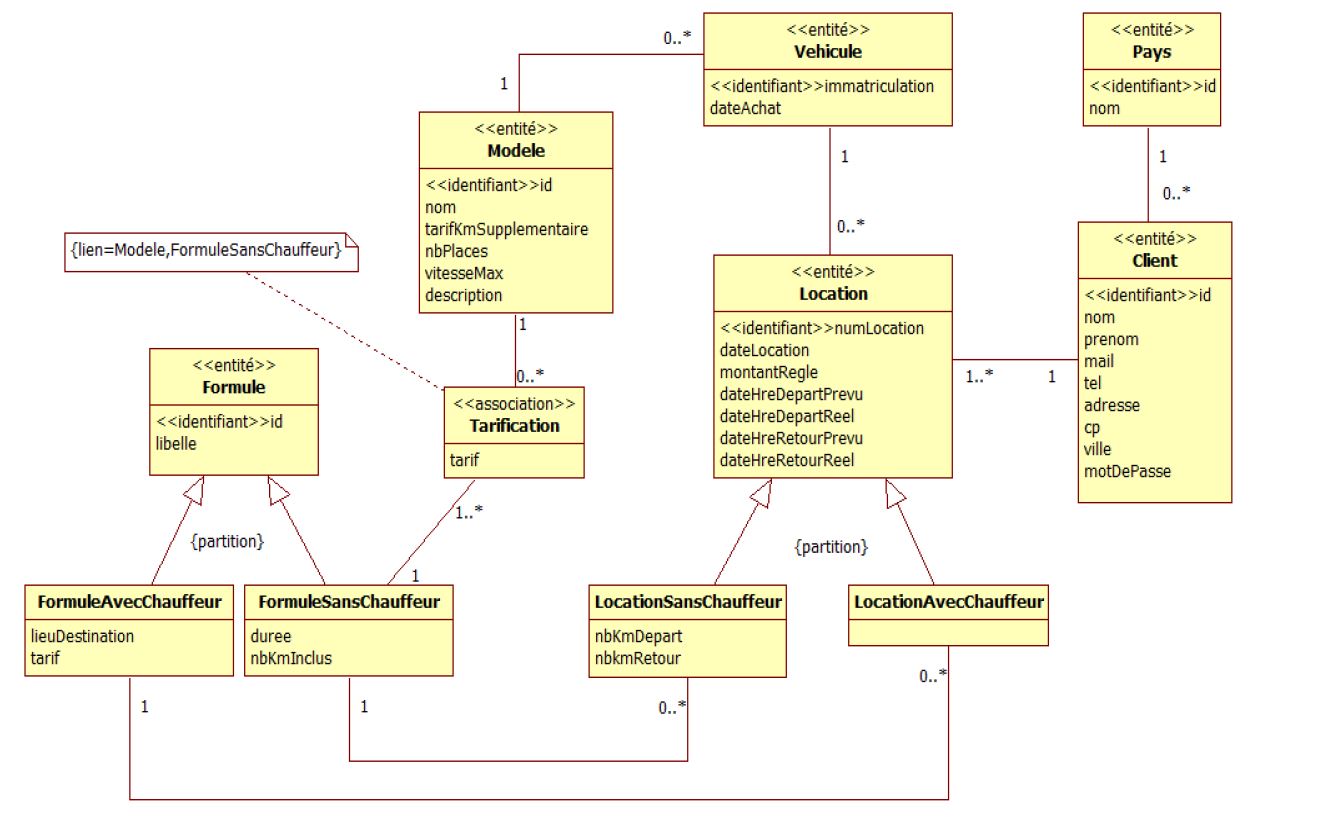 <<entité>>
Vehicule
<<identifiant>>immatriculation
dateAchat
<<entité>>
Pays
<<identifiant>>id
nom
0..*
1
<<entité>>
Modele
<<identifiant>>id
nom
tarifKmSupplementaire
nbPlaces
vitesseMax
description
1
0..*
1
0..*
{lien=Modele,FormuleSansChauffeur}
<<entité>>
Location
<<identifiant>>numLocation
dateLocation
montantRegle
dateHreDepartPrevu
dateHreDepartReel
dateHreRetourPrevu
dateHreRetourReel
<<entité>>
Client
<<identifiant>>id
nom
prenom
mail
tel
adresse
cp
ville
motDePasse
1..*
1
1
0..*
<<entité>>
Formule
<<identifiant>>id
libelle
<<association>>
Tarification
tarif
1..*
1
{partition}
{partition}
FormuleAvecChauffeur
lieuDestination
tarif
FormuleSansChauffeur
duree
nbKmInclus
LocationSansChauffeur
nbKmDepart
nbkmRetour
LocationAvecChauffeur
1
1
0..*
0..*